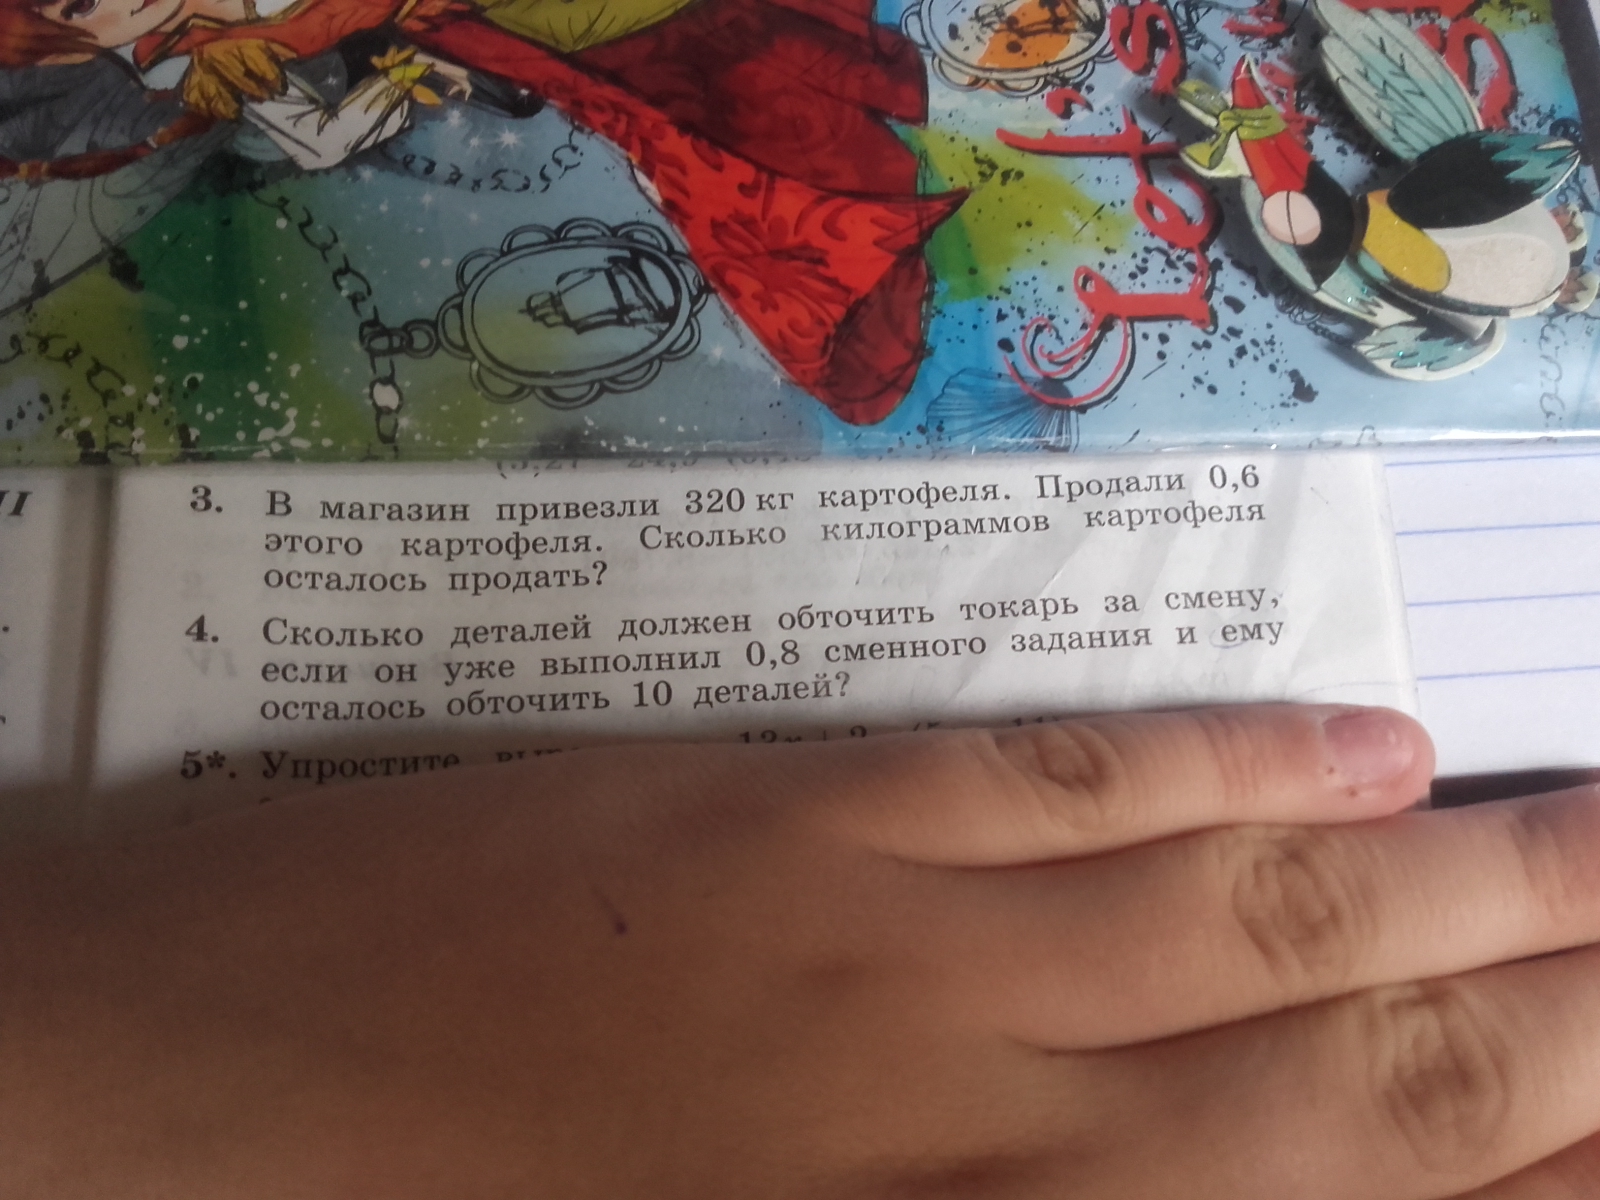 Let's
3. В магазин привезли 320 кг картофеля. Продали 0,6
этого картофеля. Сколько килограммов картофеля
осталось продать?
4. Сколько деталей должен обточить токарь за смену,
если он уже выполнил 0,8 сменного задания и ему
осталось обточить 10 деталей?
5*. Упростите